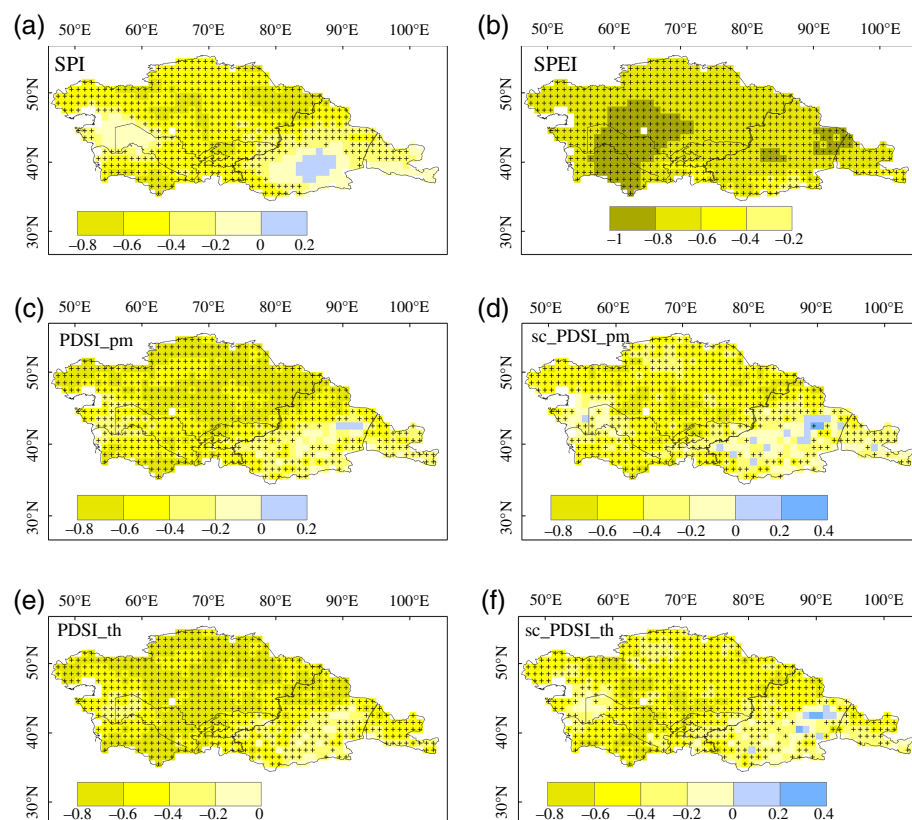 (a) 50°E 60°E 70°E 80°E 90°E 100°E
SPI
50°N
40°N
30°N
−0.8 −0.6 −0.4 −0.2 0 0.2
(b) 50°E 60°E 70°E 80°E 90°E 100°E
SPEI
50°N
40°N
30°N
−1 −0.8 −0.6 −0.4 −0.2
(c) 50°E 60°E 70°E 80°E 90°E 100°E
PDSI_pm
50°N
40°N
30°N
−0.8 −0.6 −0.4 −0.2 0 0.2
(d) 50°E 60°E 70°E 80°E 90°E 100°E
sc_PDSI_pm
50°N
40°N
30°N
−0.8 −0.6 −0.4 −0.2 0 0.2 0.4
(e) 50°E 60°E 70°E 80°E 90°E 100°E
PDSI_th
50°N
40°N
30°N
−0.8 −0.6 −0.4 −0.2 0
(f) 50°E 60°E 70°E 80°E 90°E 100°E
sc_PDSI_th
50°N
40°N
30°N
−0.8 −0.6 −0.4 −0.2 0 0.2 0.4